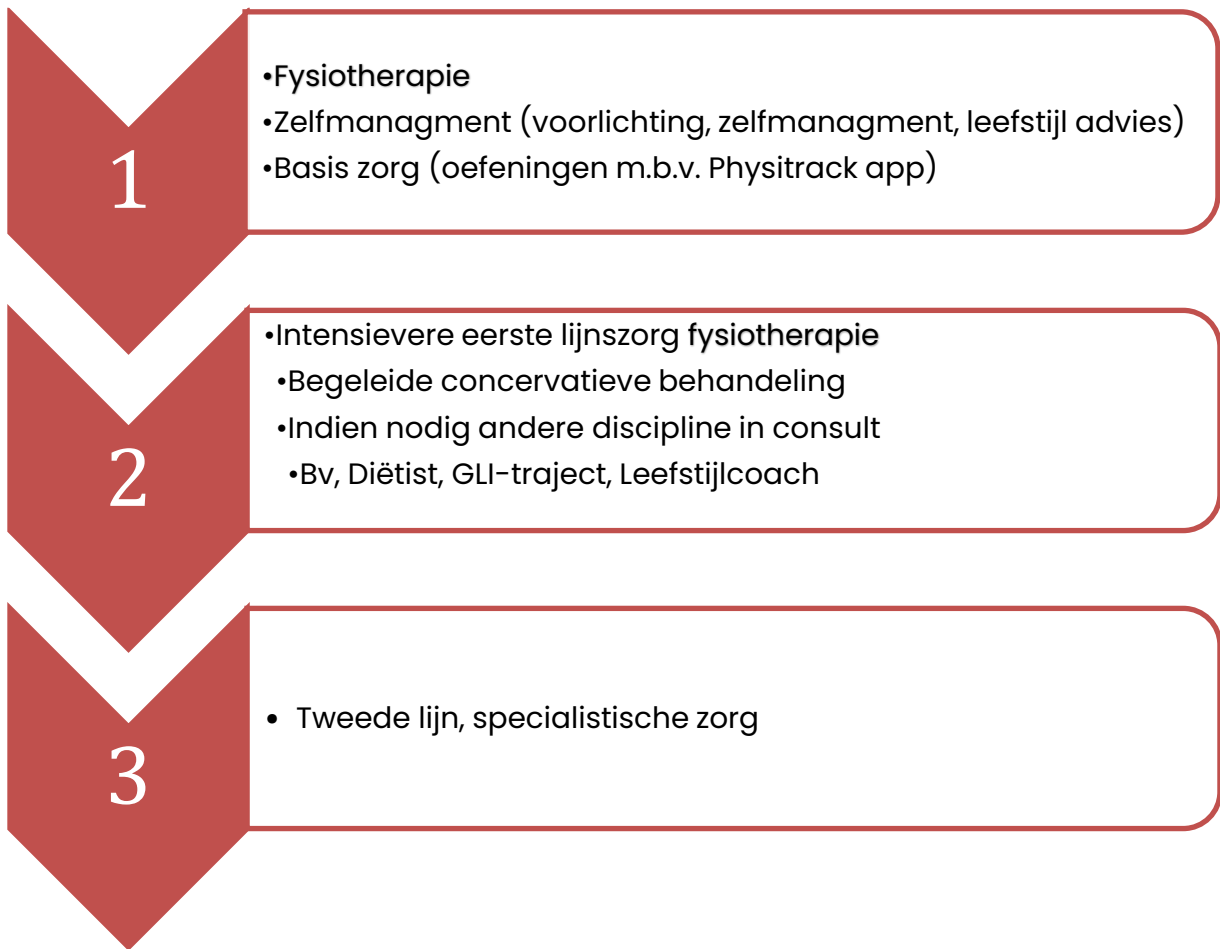 1
•Fysiotherapie
•Zelfmanagment (voorlichting, zelfmanagment, leefstijl advies)
•Basis zorg (oefeningen m.b.v. Physitrack app)
2
•Intensievere eerste lijnszorg fysiotherapie
•Begeleide concervatieve behandeling
•Indien nodig andere discipline in consult
•Bv, Diëtist, GLI-traject, Leefstijlcoach
3
• Tweede lijn, specialistische zorg